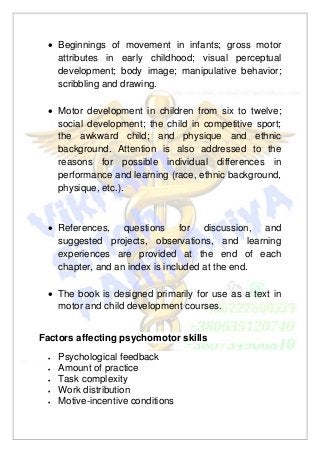 • Beginnings of movement in infants; gross motor
attributes in early childhood; visual perceptual
development; body image; manipulative behavior;
scribbling and drawing.
• Motor development in children from six to twelve;
social development; the child in competitive sport;
the awkward child; and physique and ethnic
background. Attention is also addressed to the
reasons for possible individual differences in
performance and learning (race, ethnic background,
physique, etc.).
• References, questions for discussion, and
suggested projects, observations, and learning
experiences are provided at the end of each
chapter, and an index is included at the end.
• The book is designed primarily for use as a text in
motor and child development courses.
Factors affecting psychomotor skills
• Psychological feedback
• Amount of practice
• Task complexity
• Work distribution
• Motive-incentive conditions
380635120740